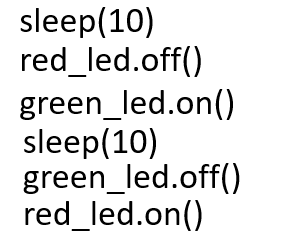 sleep(10)
red_led.off()
green_led.on()
sleep(10)
green_led.off()
red_led.on()